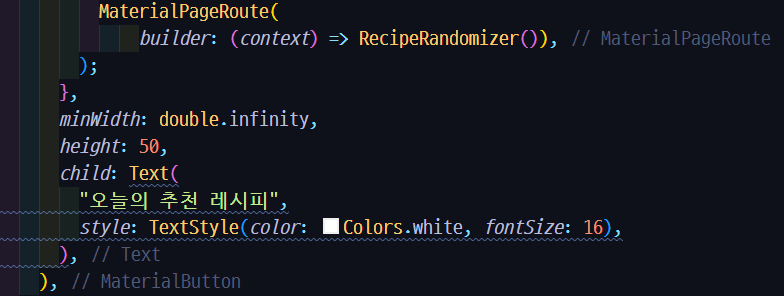 MaterialPageRoute(
builder: (context) => RecipeRandomizer()), // MaterialPageRoute
);
},
minWidth: double.infinity,
height: 50,
child: Text(
"오늘의 추천 레시피",
style: TextStyle(color: Colors.white, fontSize: 16),
), // Text
), // MaterialButton